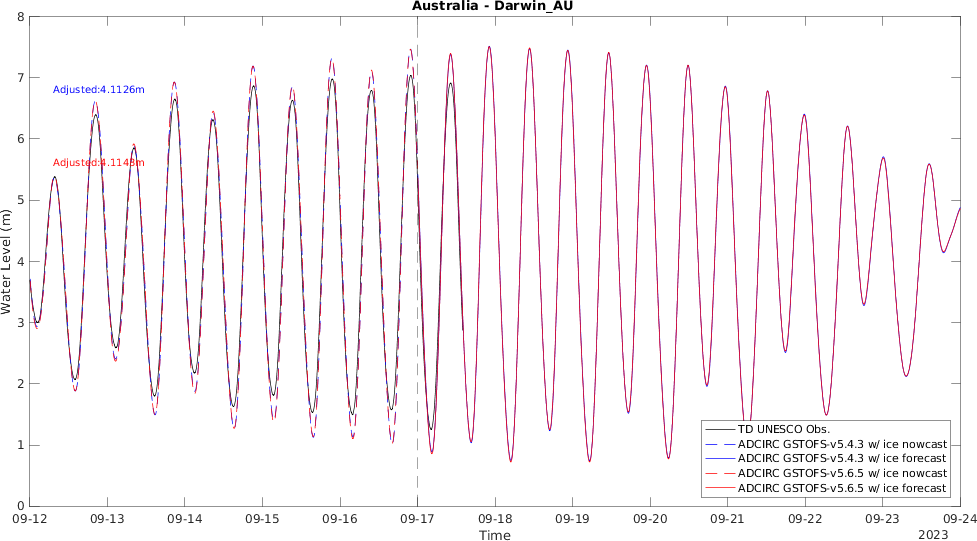 Australia - Darwin_AU
8
7
6
5
4
3
2
1
0
Water Level (m)
Adjusted:4.1126m
Adjusted:4.1143m
TD UNESCO Obs.
ADCIRC GSTOFS-v5.4.3 w/ ice nowcast
ADCIRC GSTOFS-v5.4.3 w/ ice forecast
ADCIRC GSTOFS-v5.6.5 w/ ice nowcast
ADCIRC GSTOFS-v5.6.5 w/ ice forecast
09-12 09-13 09-14 09-15 09-16 09-17 09-18 09-19 09-20 09-21 09-22 09-23 09-24
Time
2023